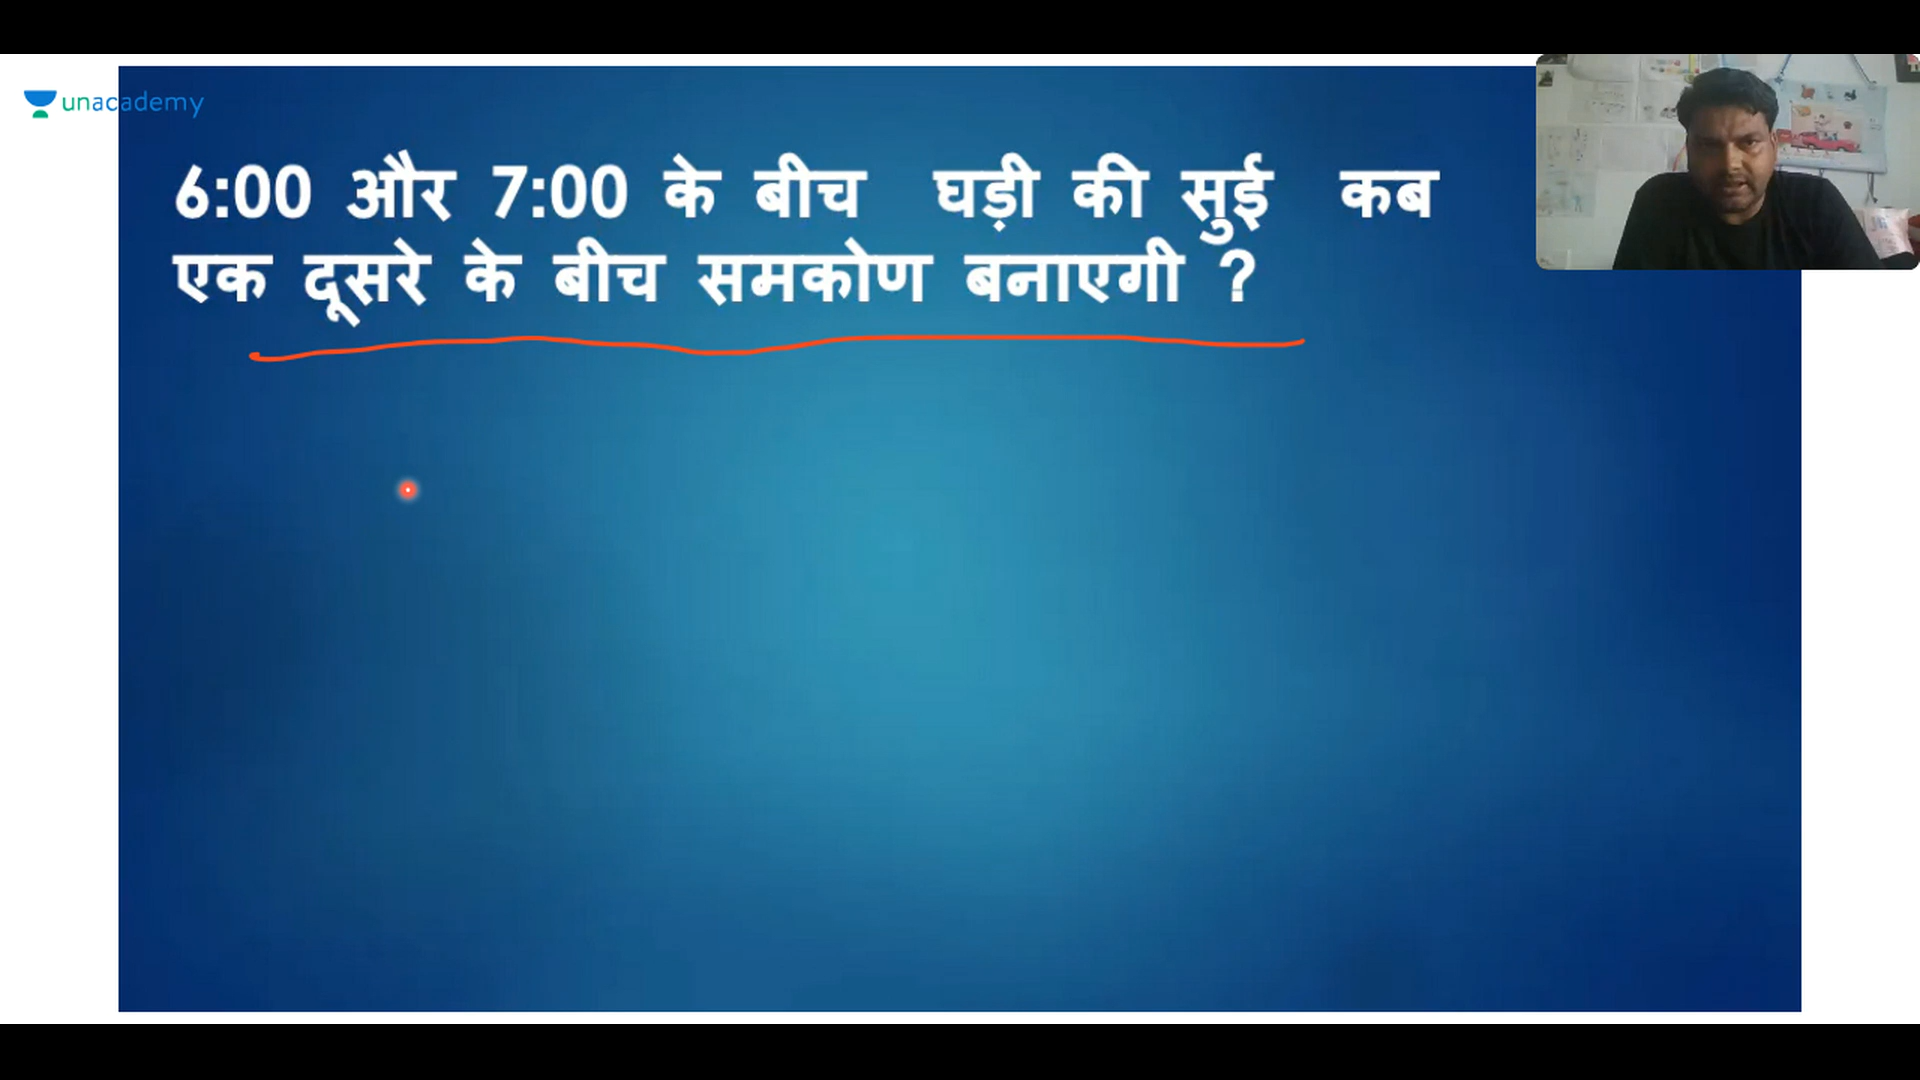 unacademy
6:00 और 7:00 के बीच घड़ी की सुई कब
एक दूसरे के बीच समकोण बनाएगी ?